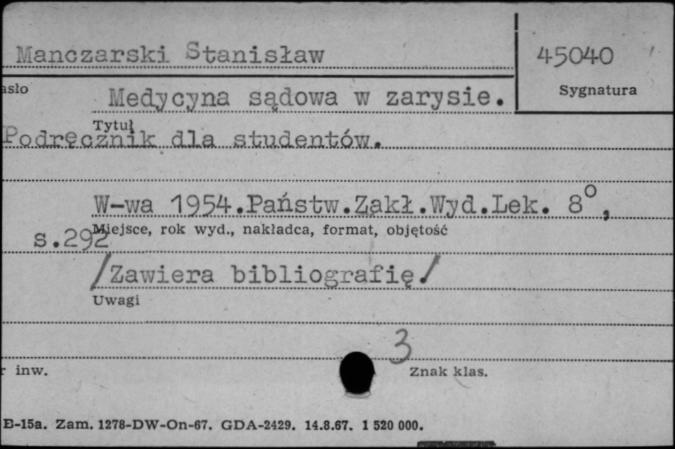 Manczarski Stanisław
45040
asło
Sygnatura
Medycyna sądowa w zarysie.
Tytuł
Podręcznik dla studentów.
W-wa 1954.Państw.Zakł.Wyd.Lek. 8°,
Miejsce, rok wyd., nakładca, format, objętość
s.292
/Zawiera bibliografię/
Uwagi
3
r inw.
Znak klas.
E-15a. Zam. 1278-DW-On-67. GDA-2429. 14.8.67. 1 520 000.